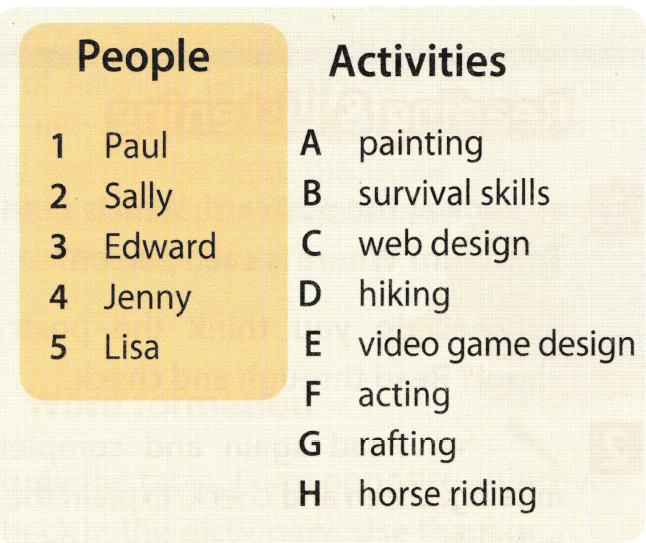 People
1 Paul
2 Sally
3 Edward
4 Jenny
5 Lisa
Activities
A painting
B survival skills
C web design
D hiking
E video game design
F acting
G rafting
H horse riding